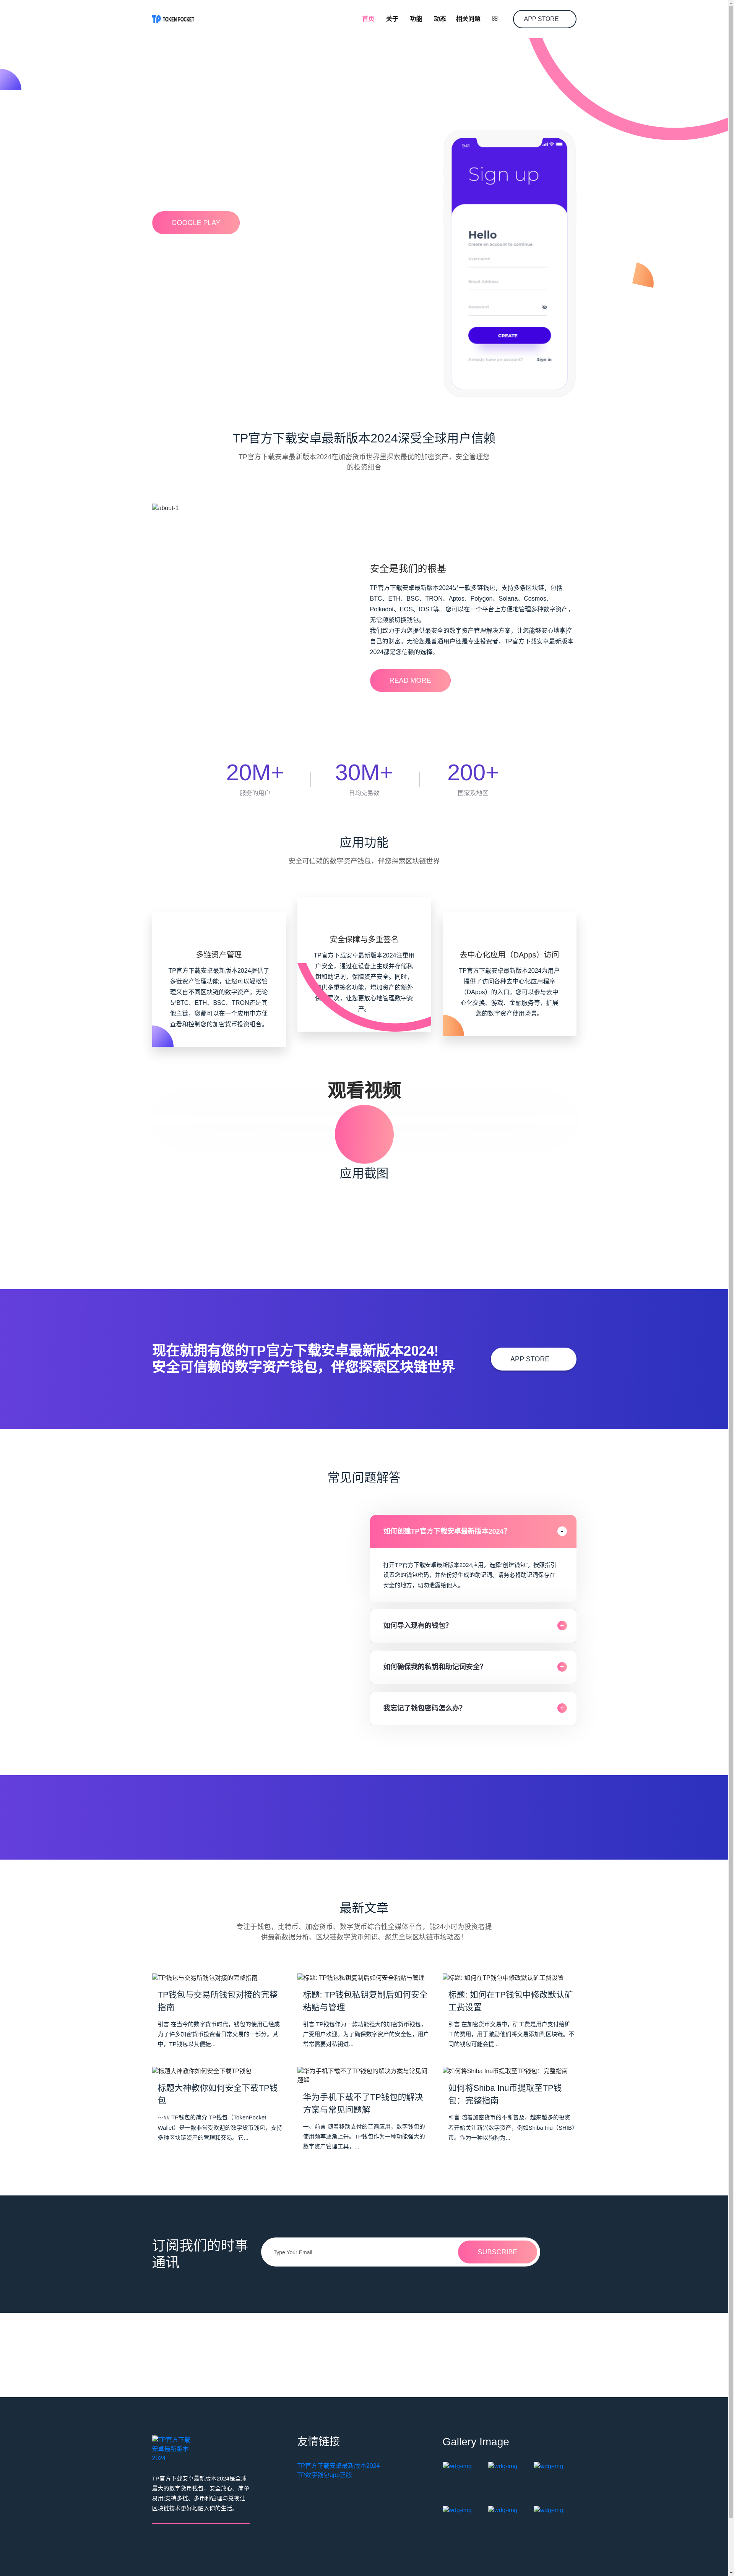 TP TOKEN POCKET
首页
关于
功能
动态
相关问题
APP STORE
GOOGLE PLAY
9:41
Sign up
Hello
Create an account to continue
Username
Email Address
Password
CREATE
Already have an account? Sign in
TP官方下载安卓最新版本2024深受全球用户信赖
TP官方下载安卓最新版本2024在加密货币世界里探索最优的加密资产，安全管理您
的投资组合
about-1
安全是我们的根基
TP官方下载安卓最新版本2024是一款多链钱包，支持多条区块链，包括
BTC、ETH、BSC、TRON、Aptos、Polygon、Solana、Cosmos、
Polkadot、EOS、IOST等。您可以在一个平台上方便地管理多种数字资产，
无需频繁切换钱包。
我们致力于为您提供最安全的数字资产管理解决方案，让您能够安心地掌控
自己的财富。无论您是普通用户还是专业投资者，TP官方下载安卓最新版本
2024都是您信赖的选择。
READ MORE
20M+
服务的用户
30M+
日均交易数
200+
国家及地区
应用功能
安全可信赖的数字资产钱包，伴您探索区块链世界
多链资产管理
TP官方下载安卓最新版本2024提供了
多链资产管理功能，让您可以轻松管
理来自不同区块链的数字资产。无论
是BTC、ETH、BSC、TRON还是其
他主链，您都可以在一个应用中方便
查看和控制您的加密货币投资组合。
安全保障与多重签名
TP官方下载安卓最新版本2024注重用
户安全，通过在设备上生成并存储私
钥和助记词，保障资产安全。同时，
供多重签名功能，增加资产的额外
保 层次，让您更放心地管理数字资
产。
去中心化应用（DApps）访问
TP官方下载安卓最新版本2024为用户
提供了访问各种去中心化应用程序
（DApps）的入口。您可以参与去中
心化交换、游戏、金融服务等，扩展
您的数字资产使用场景。
观看视频
应用截图
现在就拥有您的TP官方下载安卓最新版本2024!
安全可信赖的数字资产钱包，伴您探索区块链世界
APP STORE
常见问题解答
如何创建TP官方下载安卓最新版本2024？
打开TP官方下载安卓最新版本2024应用，选择"创建钱包"，按照指引
设置您的钱包密码，并备份好生成的助记词。请务必将助记词保存在
安全的地方，切勿泄露给他人。
如何导入现有的钱包？
如何确保我的私钥和助记词安全？
我忘记了钱包密码怎么办？
最新文章
专注于钱包，比特币、加密货币、数字货币综合性全媒体平台，能24小时为投资者提
供最新数据分析、区块链数字货币知识、聚焦全球区块链市场动态！
TP钱包与交易所钱包对接的完整指南
TP钱包与交易所钱包对接的完整
指南
引言 在当今的数字货币时代，钱包的使用已经成
为了许多加密货币投资者日常交易的一部分。其
中，TP钱包以其便捷...
标题: TP钱包私钥复制后如何安全粘贴与管理
标题: TP钱包私钥复制后如何安全
粘贴与管理
引言 TP钱包作为一款功能强大的加密货币钱包，
广受用户欢迎。为了确保数字资产的安全性，用户
常常需要对私钥进...
标题: 如何在TP钱包中修改默认矿工费设置
标题: 如何在TP钱包中修改默认矿
工费设置
引言 在加密货币交易中，矿工费是用户支付给矿
工的费用，用于激励他们将交易添加到区块链。不
同的钱包可能会提...
标题大神教你如何安全下载TP钱包
标题大神教你如何安全下载TP钱
包
---## TP钱包的简介 TP钱包（TokenPocket
Wallet）是一款非常受欢迎的数字货币钱包，支持
多种区块链资产的管理和交易。它...
华为手机下载不了TP钱包的解决方案与常见问
题解
华为手机下载不了TP钱包的解决
方案与常见问题解
一、前言 随着移动支付的普遍应用，数字钱包的
使用频率逐渐上升。TP钱包作为一种功能强大的
数字资产管理工具，...
如何将Shiba Inu币提取至TP钱包：完整指南
如何将Shiba Inu币提取至TP钱
包：完整指南
引言 随着加密货币的不断普及，越来越多的投资
者开始关注新兴数字资产，例如Shiba Inu（SHIB）
币。作为一种以狗狗为...
订阅我们的时事
通讯
Type Your Email
SUBSCRIBE
TP官方下载
安卓最新版本
2024
TP官方下载安卓最新版本2024是全球
最大的数字货币钱包，安全放心、简单
易用;支持多链、多币种管理与兑换让
区块链技术更好地融入你的生活。
友情链接
TP官方下载安卓最新版本2024
TP数字钱包app正版
Gallery Image
wdg-img
wdg-img
wdg-img
wdg-img
wdg-img
wdg-img